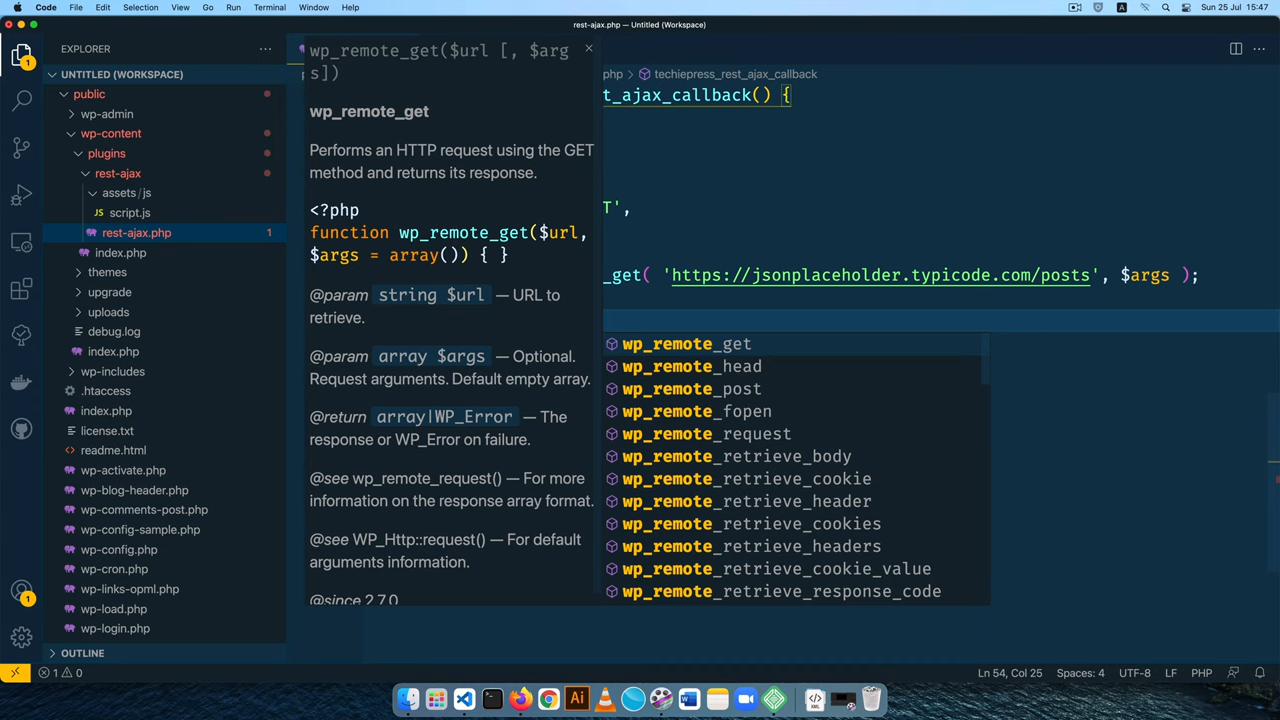 Code File Edit Selection View Go Run Terminal Window Help A Sun 25 Jul 15:47
rest-ajax.php — Untitled (Workspace)
EXPLORER
UNTITLED (WORKSPACE)
public
wp-admin
wp-content
plugins
rest-ajax
assets/js
JS script.js
rest-ajax.php 1
index.php
themes
upgrade
uploads
debug.log
index.php
wp-includes
.htaccess
index.php
license.txt
readme.html
wp-activate.php
wp-blog-header.php
wp-comments-post.php
wp-config-sample.php
wp-config.php
wp-cron.php
wp-links-opml.php
wp-load.php
wp-login.php
OUTLINE
1
1
wp_remote_get($url [, $arg
s])
wp_remote_get
Performs an HTTP request using the GET
method and returns its response.
<?php
function wp_remote_get($url,
$args = array()) { }
@param string $url — URL to
retrieve.
@param array $args — Optional.
Request arguments. Default empty array.
@return array|WP_Error — The
response or WP_Error on failure.
@see wp_remote_request() — For more
information on the response array format.
@see WP_Http::request() — For default
arguments information.
@since 2.7.0
php > techiepress_rest_ajax_callback
t_ajax_callback() {
T',
_get( 'https://jsonplaceholder.typicode.com/posts', $args );
wp_remote_get
wp_remote_head
wp_remote_post
wp_remote_fopen
wp_remote_request
wp_remote_retrieve_body
wp_remote_retrieve_cookie
wp_remote_retrieve_header
wp_remote_retrieve_cookies
wp_remote_retrieve_headers
wp_remote_retrieve_cookie_value
wp_remote_retrieve_response_code
1 0 Ln 54, Col 25 Spaces: 4 UTF-8 LF PHP
Ai W XML